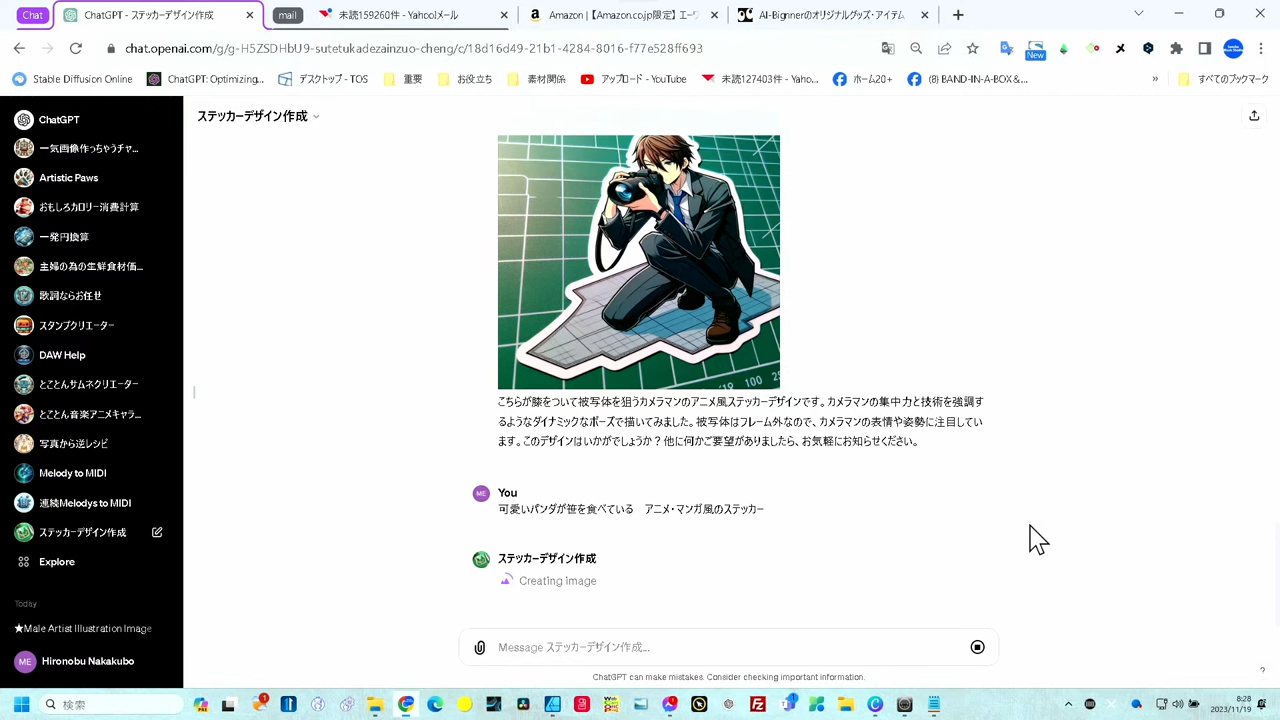 Chat
ChatGPT - ステッカーデザイン作成
mail
未読159260件 - Yahoo!メール
Amazon |【Amazon.co.jp限定】エーワ
AI-Biginnerのオリジナルグッズ・アイテム
chat.openai.com/g/g-H5ZSDHbU9-sutetukadezainzuo-cheng/c/18d16d49-21b1-4284-8016-f77e528ff693
New
Stable Diffusion Online
ChatGPT: Optimizing...
デスクトップ - TOS
重要
お役立ち
素材関係
アップロード - YouTube
未読127403件 - Yaho...
ホーム20+
(8) BAND-IN-A-BOX &...
»
すべてのブックマーク
ChatGPT
一気画像作っちゃうチャ...
Artistic Paws
おもしろカロリー消費計算
一発円換算
主婦の為の生鮮食材価...
歌詞ならお任せ
スタンプクリエーター
DAW Help
とことんサムネクリエーター
とことん音楽アニメキャラ...
写真から逆レシピ
Melody to MIDI
連続Melodys to MIDI
ステッカーデザイン作成
Explore
Today
★Male Artist Illustration Image
ME Hironobu Nakakubo
ステッカーデザイン作成
19 100 2
こちらが膝をついて被写体を狙うカメラマンのアニメ風ステッカーデザインです。カメラマンの集中力と技術を強調す
るようなダイナミックなポーズで描いてみました。被写体はフレーム外なので、カメラマンの表情や姿勢に注目してい
ます。このデザインはいかがでしょうか？他に何かご要望がありましたら、お気軽にお知らせください。
ME You
可愛いパンダが笹を食べている　アニメ・マンガ風のステッカー
ステッカーデザイン作成
Creating image
Message ステッカーデザイン作成...
ChatGPT can make mistakes. Consider checking important information.
?
検索
8:28
2023/11/19